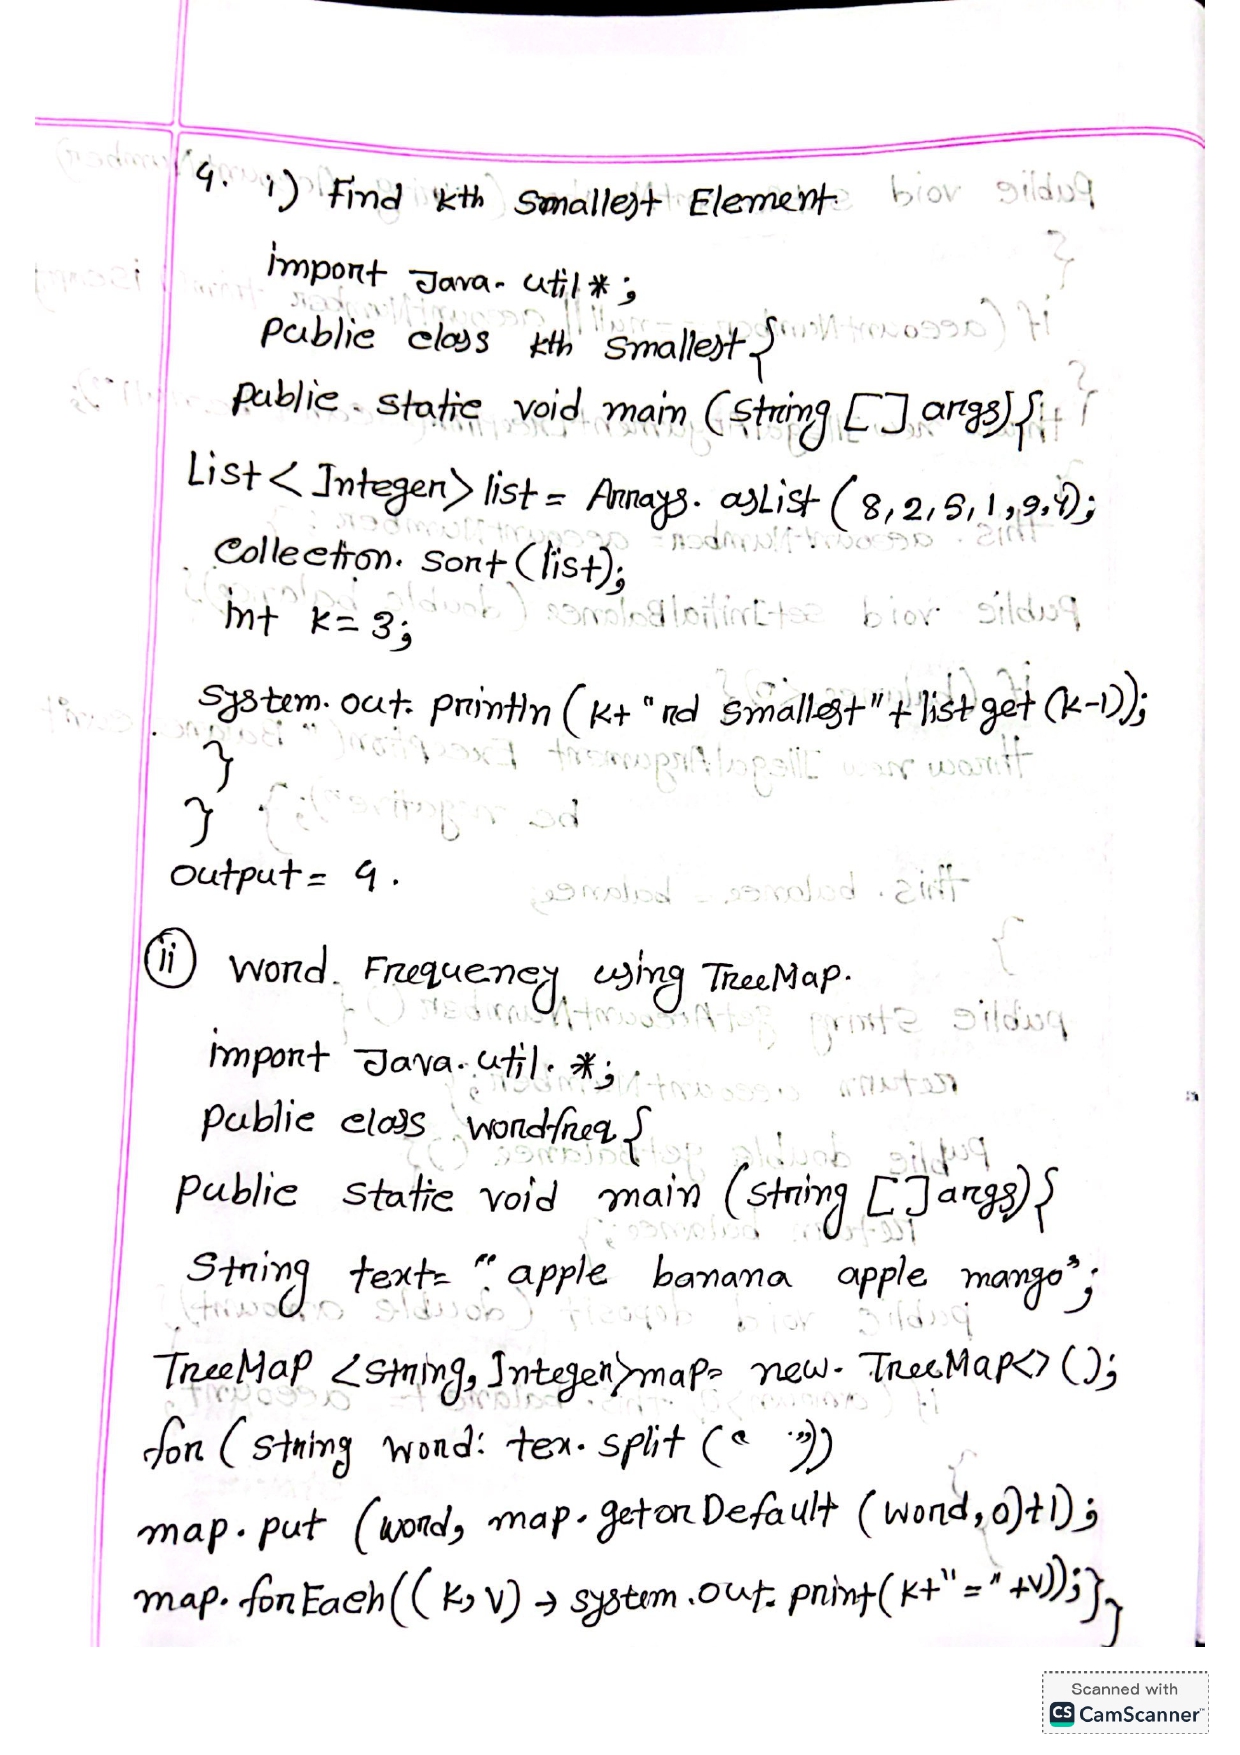 4. i) Find kth Smallest Element.
import Java. util *;
public class kth Smallest {
public static void main (String [] args) {
List < Integer> list = Arrays. asList ( 8, 2, 5, 1, 9, 4);
Collection. sort (list);
int k = 3;
System. out. println ( k+ "rd smallest" + list get (k-1));
}
}
output = 4.
ii Word Frequency using TreeMap.
import Java. util. *;
public class wordfreq {
public static void main (String [] args) {
String text= " apple banana apple mango";
TreeMap <String, Integer>map= new TreeMap<> ();
for ( String word: tex. split (" "))
map. put (word, map. getorDefault (word, 0)+1);
map. forEach(( k, v) → system .out. print( k+ "=" +v));}
}
Scanned with
CS CamScanner